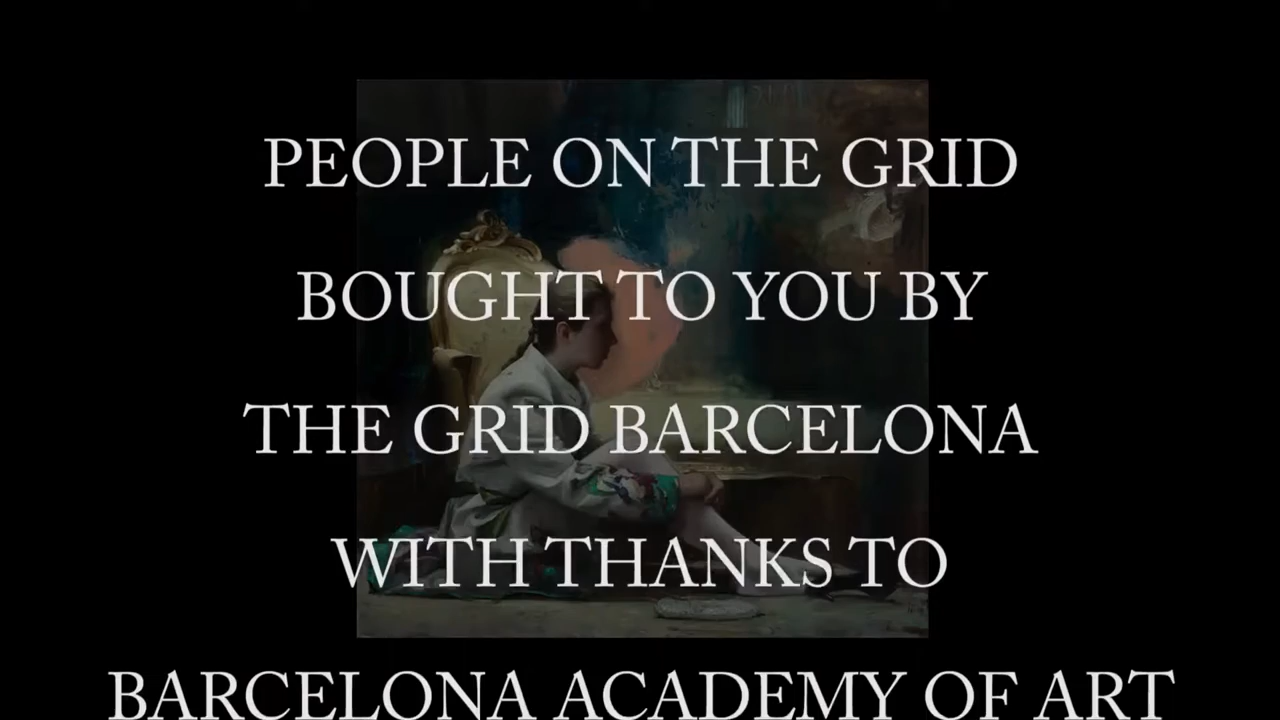 PEOPLE ON THE GRID
BOUGHT TO YOU BY
THE GRID BARCELONA
WITH THANKS TO
BARCELONA ACADEMY OF ART